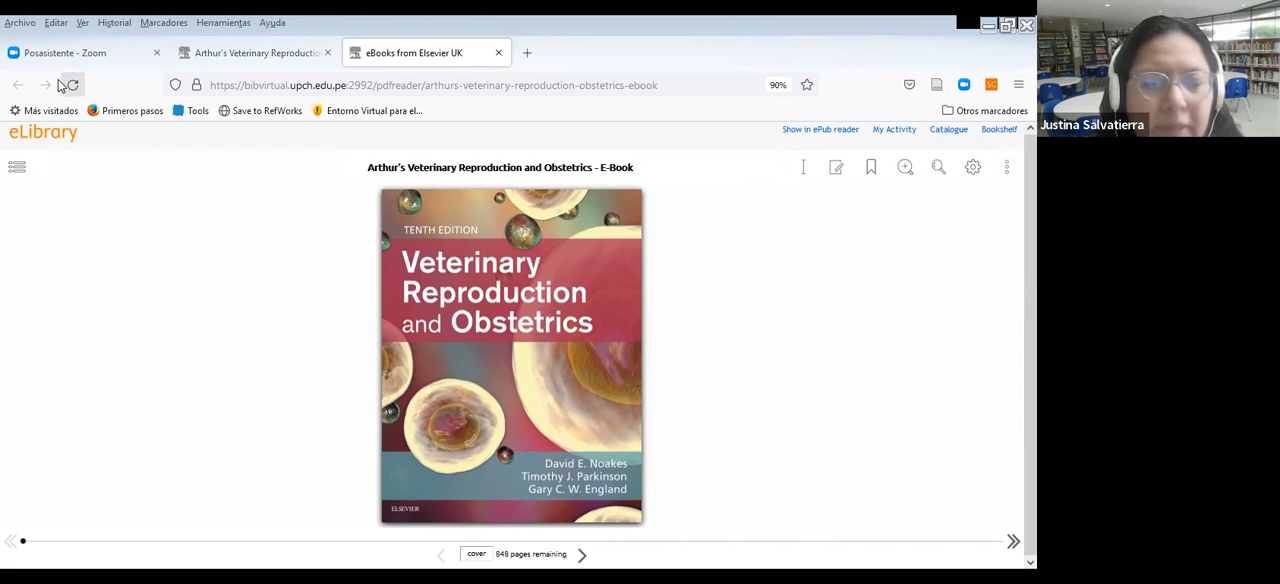 Archivo Editar Ver Historial Marcadores Herramientas Ayuda
Posasistente - Zoom
Arthur's Veterinary Reproductio
eBooks from Elsevier UK
upch.edu.pe
pdfreader/arthurs-veterinary-reproduction-obstetrics-ebook
90%
SC
Más visitados Primeros pasos Tools Save to RefWorks Entorno Virtual para el...
Otros marcadores
eLibrary
Show in ePub reader My Activity Catalogue Bookshelf
Arthur's Veterinary Reproduction and Obstetrics - E-Book
TENTH EDITION
Veterinary
Reproduction
and Obstetrics
David E. Noakes
Timothy J. Parkinson
Gary C. W. England
ELSEVIER
cover 848 pages remaining
Justina Salvatierra